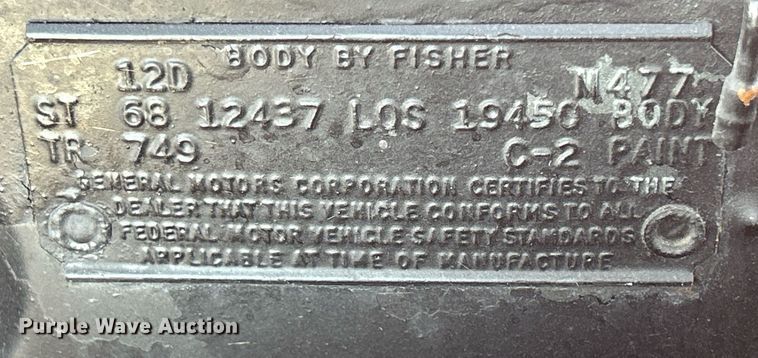 BODY BY FISHER
12D M477
ST 68 12437 LOS 19450 BODY
TR 749 C-2 PAINT
GENERAL MOTORS CORPORATION CERTIFIES TO THE
DEALER THAT THIS VEHICLE CONFORMS TO ALL
FEDERAL MOTOR VEHICLE SAFETY STANDARDS
APPLICABLE AT TIME OF MANUFACTURE
Purple Wave Auction